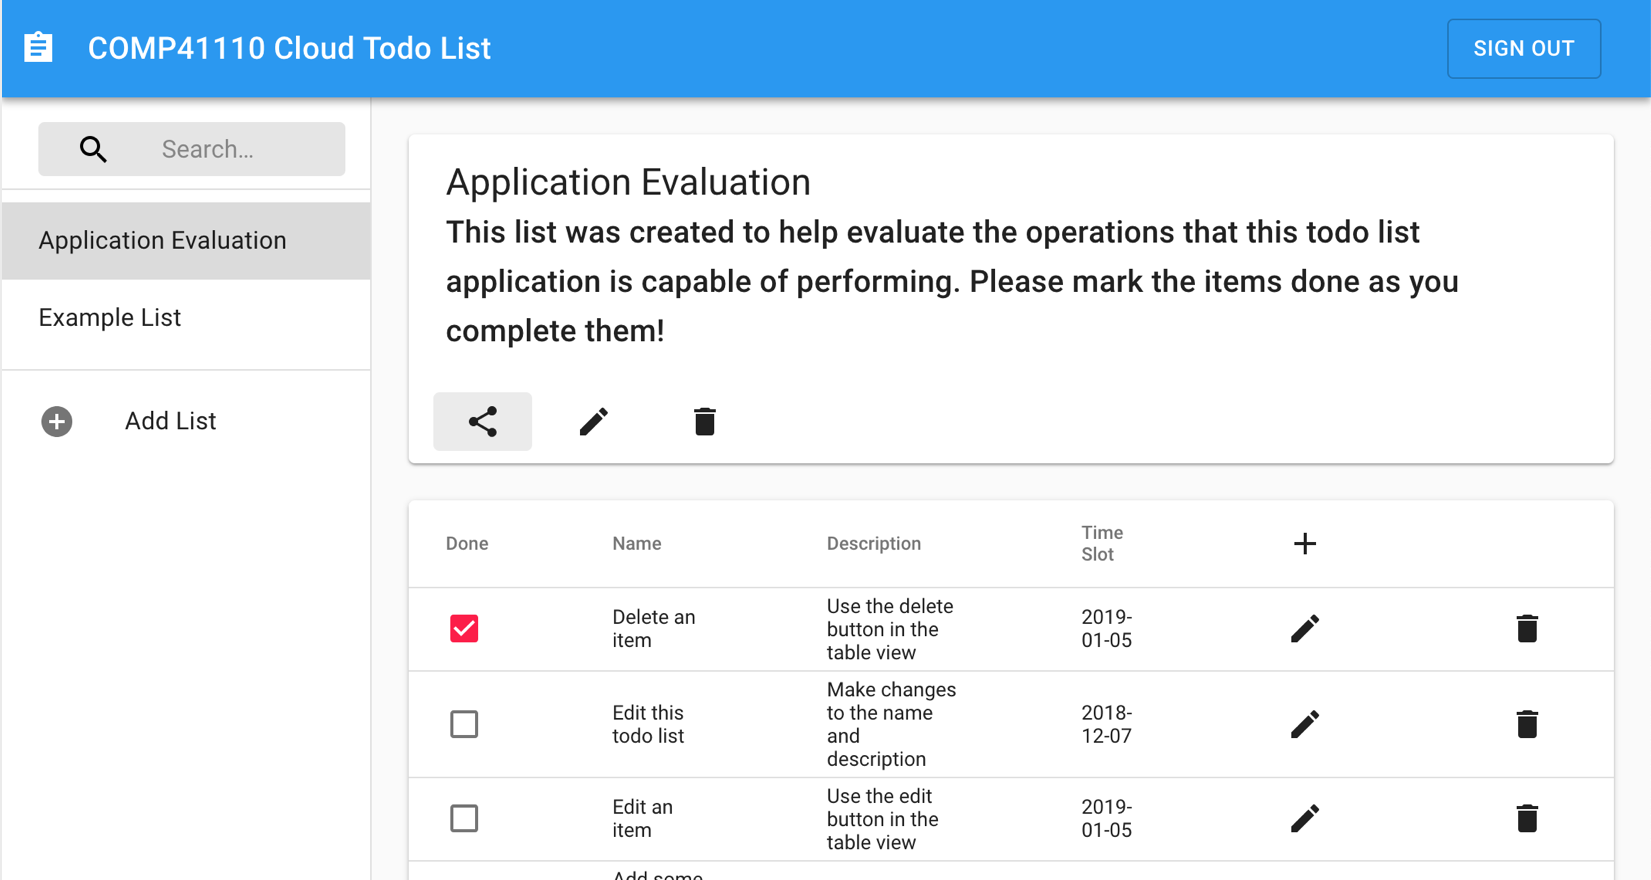 COMP41110 Cloud Todo List
SIGN OUT
Search...
Application Evaluation
Example List
Add List
Application Evaluation
This list was created to help evaluate the operations that this todo list
application is capable of performing. Please mark the items done as you
complete them!
Done
Name
Description
Time
Slot
Delete an
item
Use the delete
button in the
table view
2019-
01-05
Edit this
todo list
Make changes
to the name
and
description
2018-
12-07
Edit an
item
Use the edit
button in the
table view
2019-
01-05
Add some